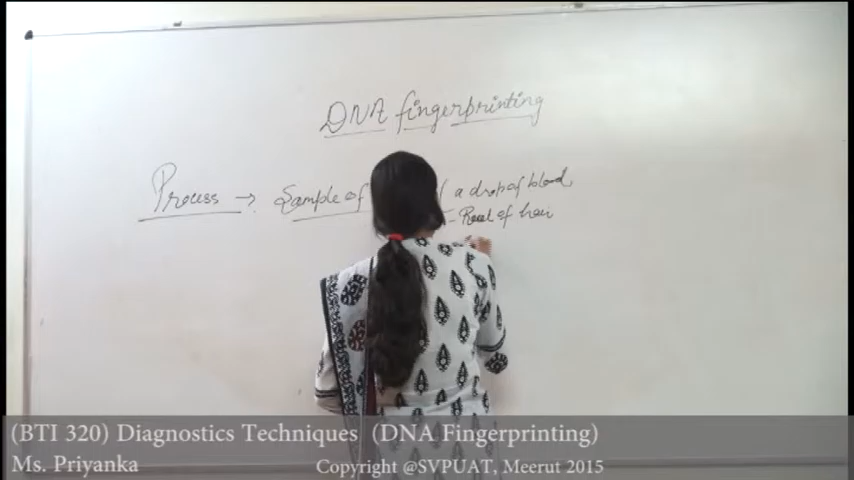 DNA fingerprinting
Process → Sample of a drop of blood
- Root of hair
(BTI 320) Diagnostics Techniques (DNA Fingerprinting)
Ms. Priyanka
Copyright @SVPUAT, Meerut 2015